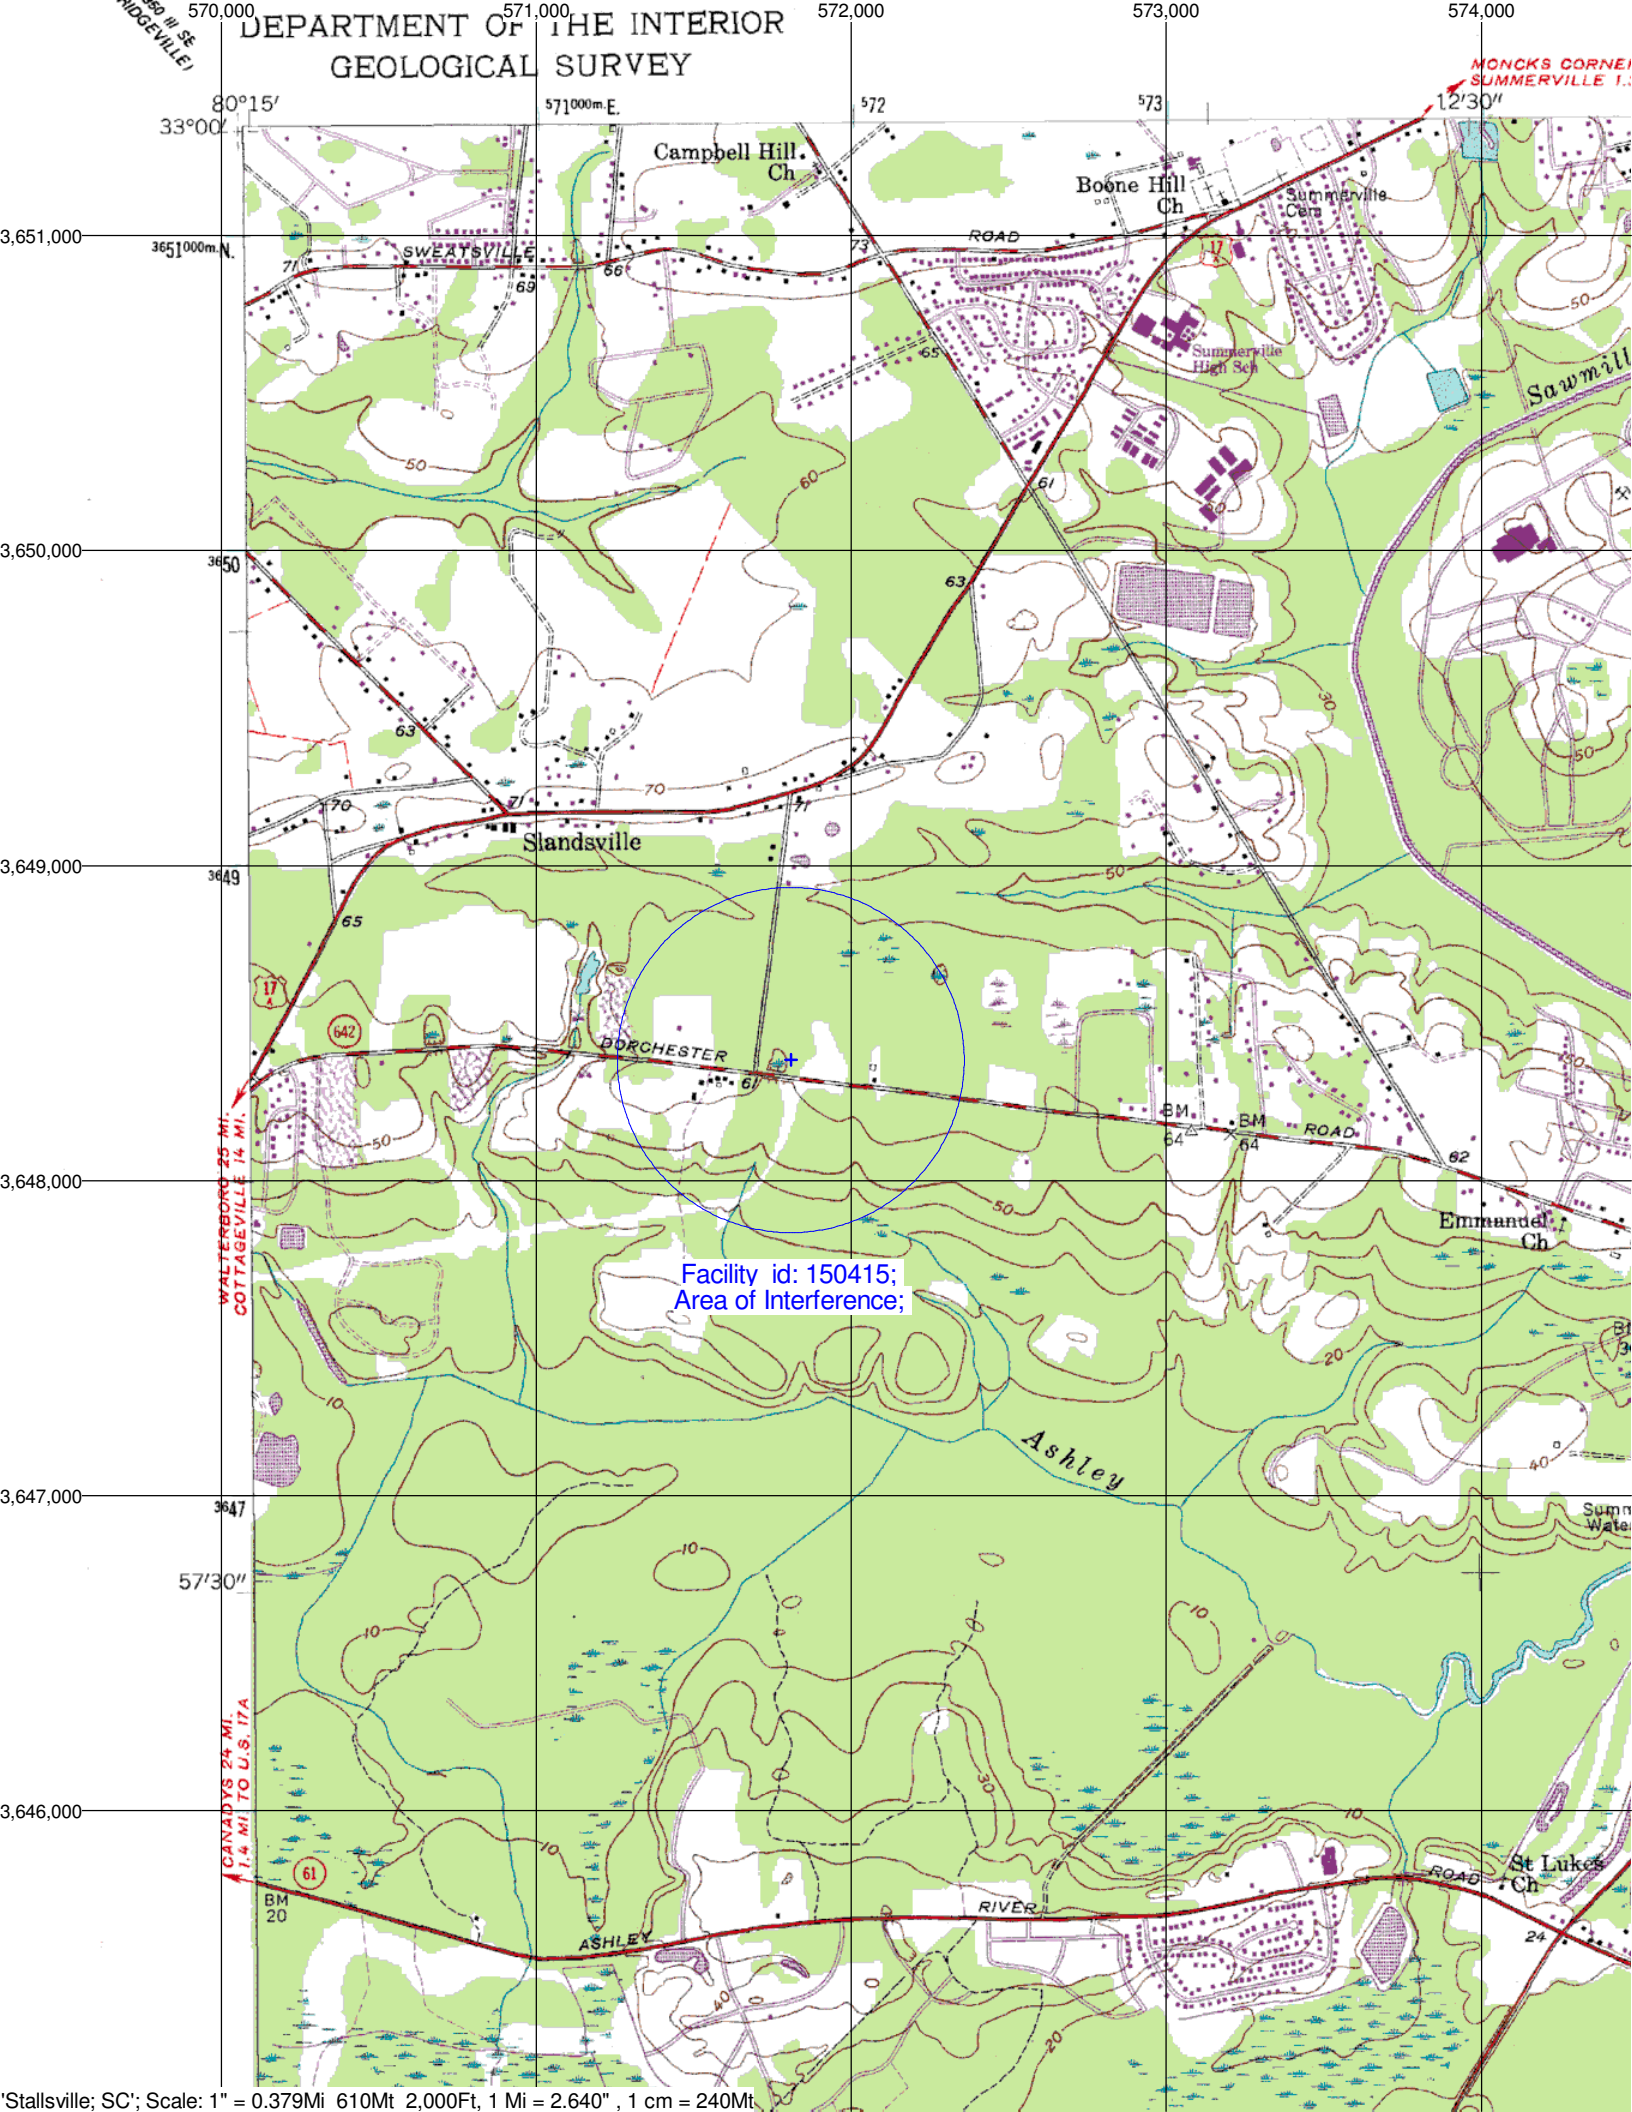 570,000
571,000
572,000
573,000
574,000
DEPARTMENT OF THE INTERIOR
GEOLOGICAL SURVEY
MONCKS CORNER
SUMMERVILLE 1.
80°15'
571000m.E.
572
573
12'30"
33°00'
Campbell Hill
Ch
Boone Hill
Ch
Summerville
Cem
3,651,000
3651000m.N.
SWEATSVILLE
ROAD
71
69
66
73
17
A
50
65
Summerville
High Sch
Sawmill
50
60
61
60
3,650,000
3650
63
30
63
50
70
70
71
71
Slandsville
3,649,000
3649
50
65
17
A
642
DORCHESTER
61
BM
64
BM
64
ROAD
62
50
50
50
3,648,000
WALTERBORO 25 MI.
COTTAGEVILLE 14 MI.
50
Emmanuel
Ch
Facility id: 150415;
Area of Interference;
20
10
Ashley
40
3,647,000
3647
10
57'30"
10
10
30
3,646,000
CANADYS 24 MI.
1.4 MI. TO U.S. 17A
10
10
61
BM
20
St Lukes
Ch
ROAD
RIVER
ASHLEY
24
40
20
'Stallsville; SC'; Scale: 1" = 0.379Mi 610Mt 2,000Ft, 1 Mi = 2.640" , 1 cm = 240Mt